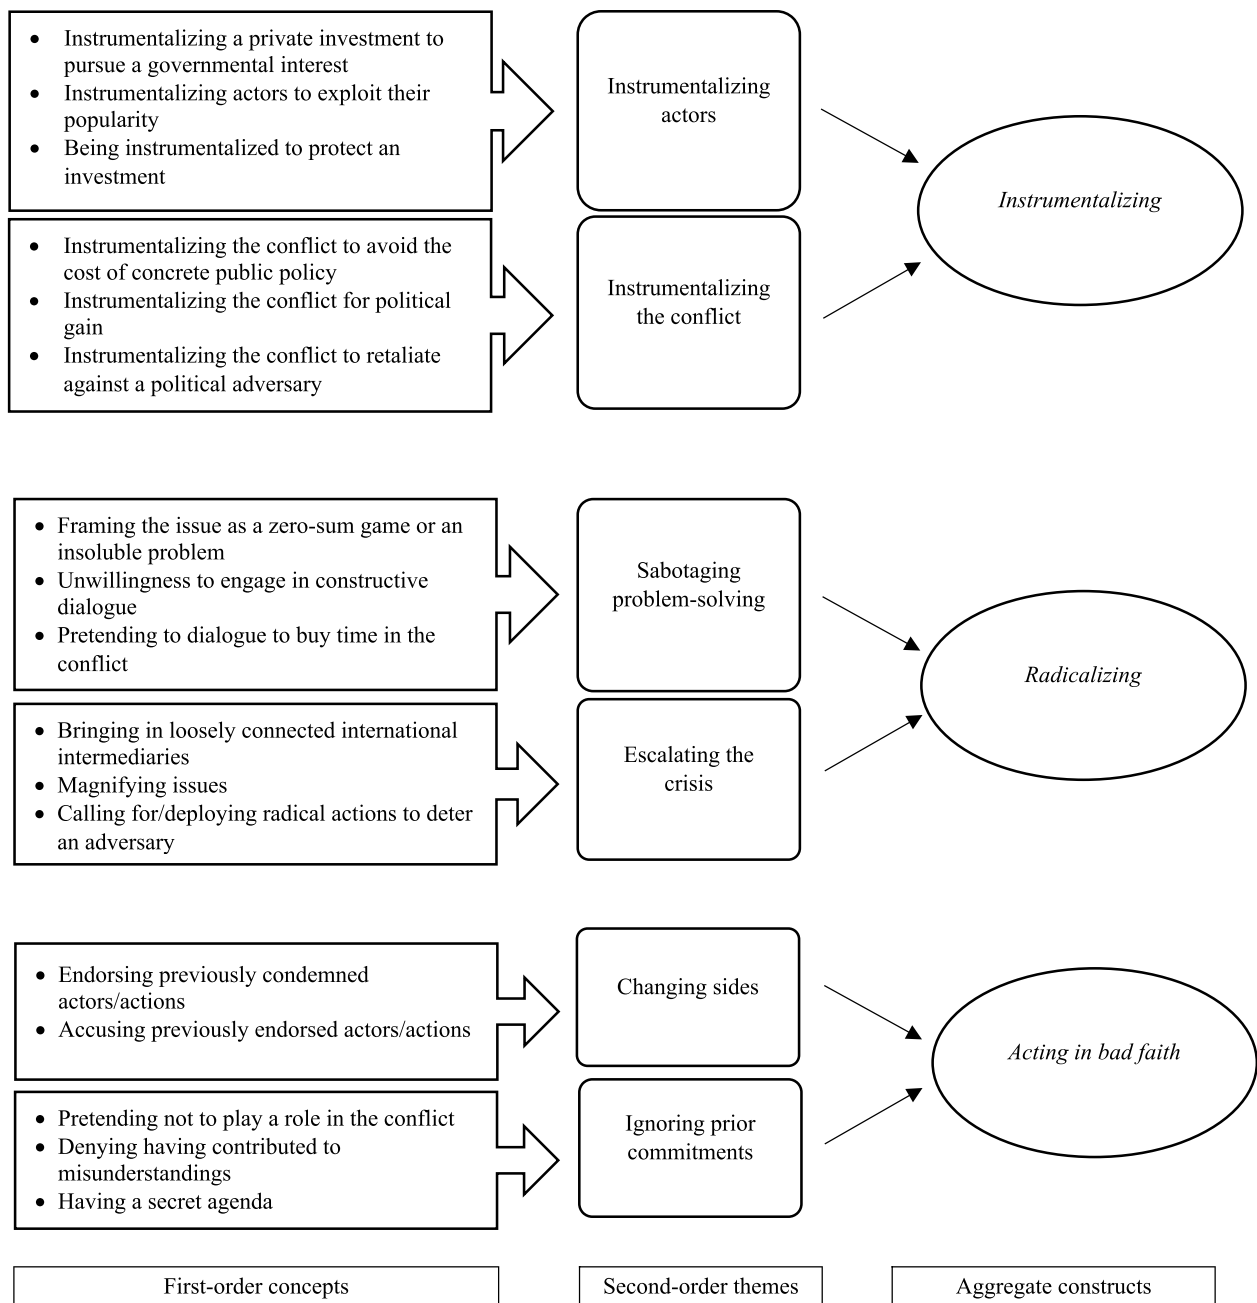 • Instrumentalizing a private investment to
pursue a governmental interest
• Instrumentalizing actors to exploit their
popularity
• Being instrumentalized to protect an
investment
Instrumentalizing
actors
Instrumentalizing
• Instrumentalizing the conflict to avoid the
cost of concrete public policy
• Instrumentalizing the conflict for political
gain
• Instrumentalizing the conflict to retaliate
against a political adversary
Instrumentalizing
the conflict
• Framing the issue as a zero-sum game or an
insoluble problem
• Unwillingness to engage in constructive
dialogue
• Pretending to dialogue to buy time in the
conflict
Sabotaging
problem-solving
Radicalizing
• Bringing in loosely connected international
intermediaries
• Magnifying issues
• Calling for/deploying radical actions to deter
an adversary
Escalating the
crisis
• Endorsing previously condemned
actors/actions
• Accusing previously endorsed actors/actions
Changing sides
Acting in bad faith
• Pretending not to play a role in the conflict
• Denying having contributed to
misunderstandings
• Having a secret agenda
Ignoring prior
commitments
First-order concepts
Second-order themes
Aggregate constructs